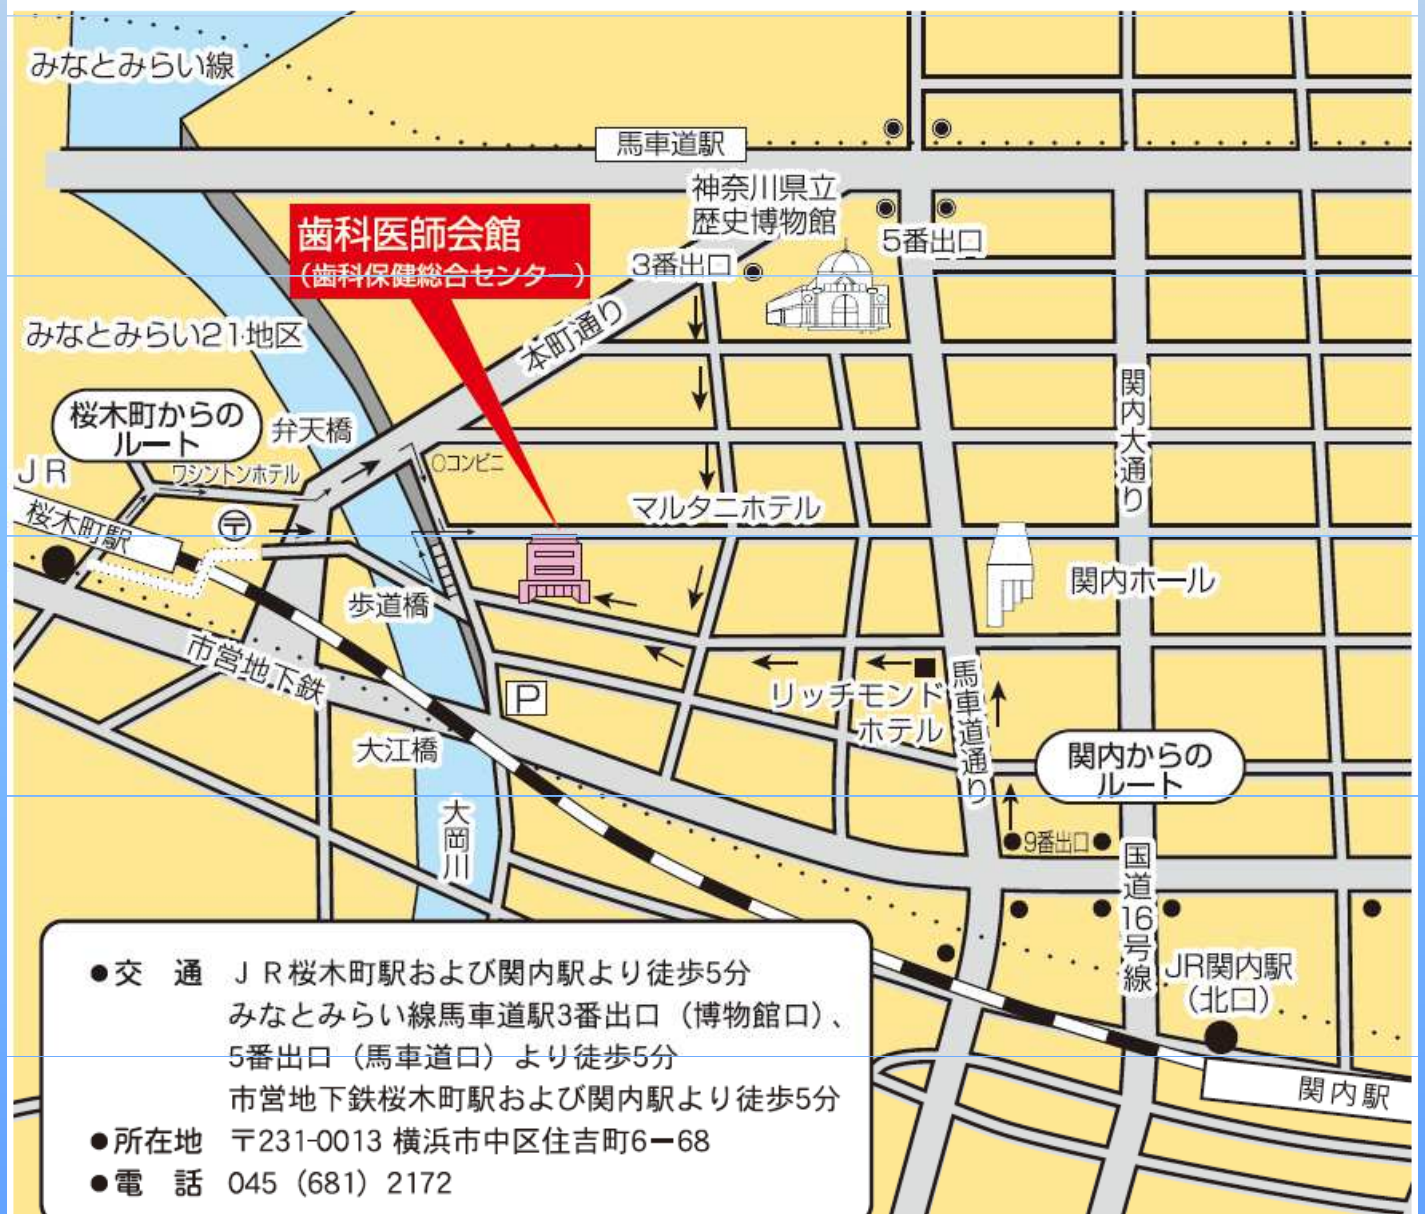 みなとみらい線
馬車道駅
神奈川県立
歴史博物館
歯科医師会館
(歯科保健総合センター)
3番出口
5番出口
みなとみらい21地区
本町通り
関内大通り
桜木町からの
ルート
弁天橋
○コンビニ
JR
ワシントンホテル
桜木町駅
〒
マルタニホテル
歩道橋
関内ホール
市営地下鉄
P
リッチモンド
ホテル
馬車道通り
大江橋
関内からの
ルート
大岡川
9番出口
国道16号線
JR関内駅
(北口)
関内駅
●交　通　JR桜木町駅および関内駅より徒歩5分
みなとみらい線馬車道駅3番出口（博物館口）、
5番出口（馬車道口）より徒歩5分
市営地下鉄桜木町駅および関内駅より徒歩5分
●所在地　〒231-0013 横浜市中区住吉町6ー68
●電　話　045（681）2172